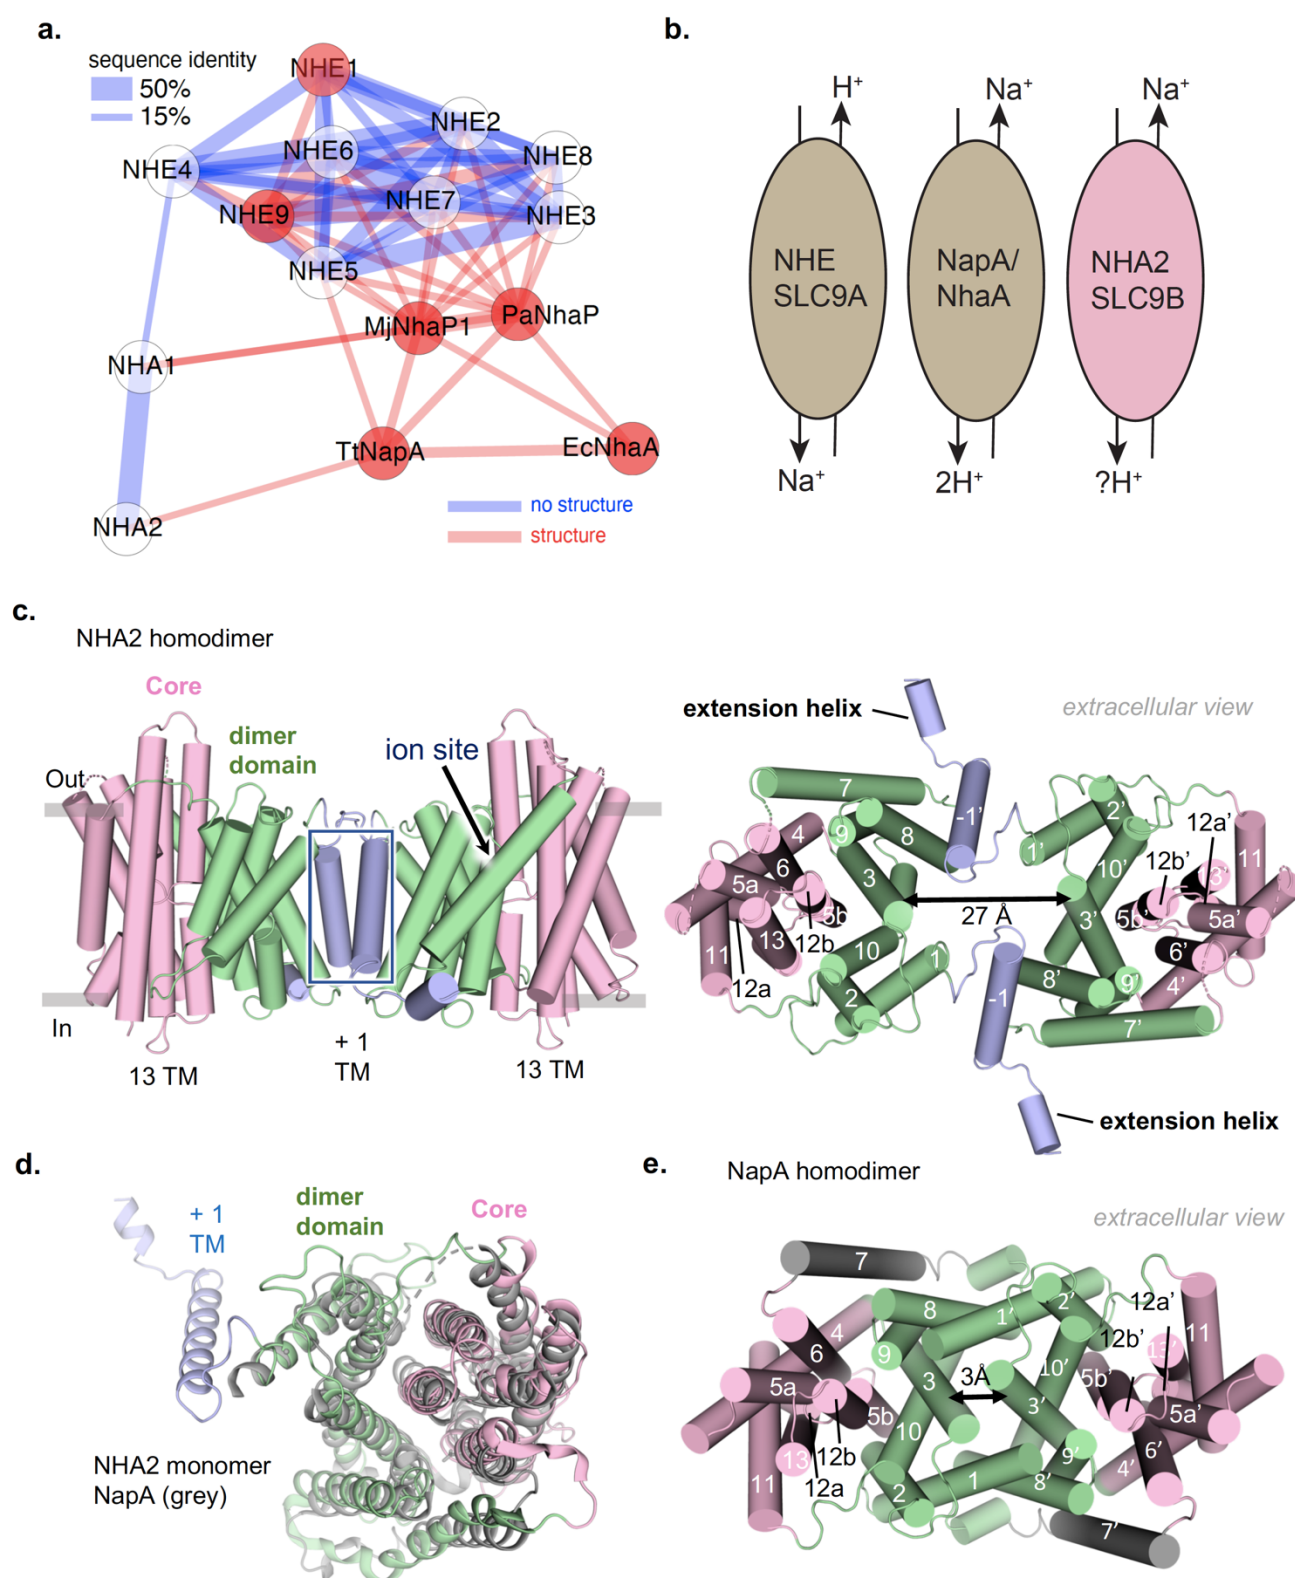 a.
sequence identity
50%
15%
NHE1
NHE2
NHE6
NHE8
NHE4
NHE7
NHE9
NHE3
NHE5
MjNhaP1
PaNhaP
NHA1
TtNapA
EcNhaA
NHA2
no structure
structure
b.
H⁺
Na⁺
Na⁺
NHE
SLC9A
NapA/
NhaA
NHA2
SLC9B
Na⁺
2H⁺
?H⁺
c.
NHA2 homodimer
Core
dimer
domain
ion site
Out
In
13 TM
+ 1
TM
13 TM
extension helix
extracellular view
7
-1'
2'
4
9
8
1'
12a'
12b'
11
6
10'
13'
5a
3
5b
5b'
5a'
27 Å
3'
13
12b
6'
11
10
1
8'
9'
12a
-1
4'
2
7'
extension helix
d.
+ 1
TM
dimer
domain
Core
NHA2 monomer
NapA (grey)
e.
NapA homodimer
extracellular view
7
8
1'
2'
12a'
4
12b'
11
6
9
13'
10'
5b'
3Å
5a
3
3'
5a'
5b
10
13
12b
9'
6'
11
12a
2
1
8'
4'
7'